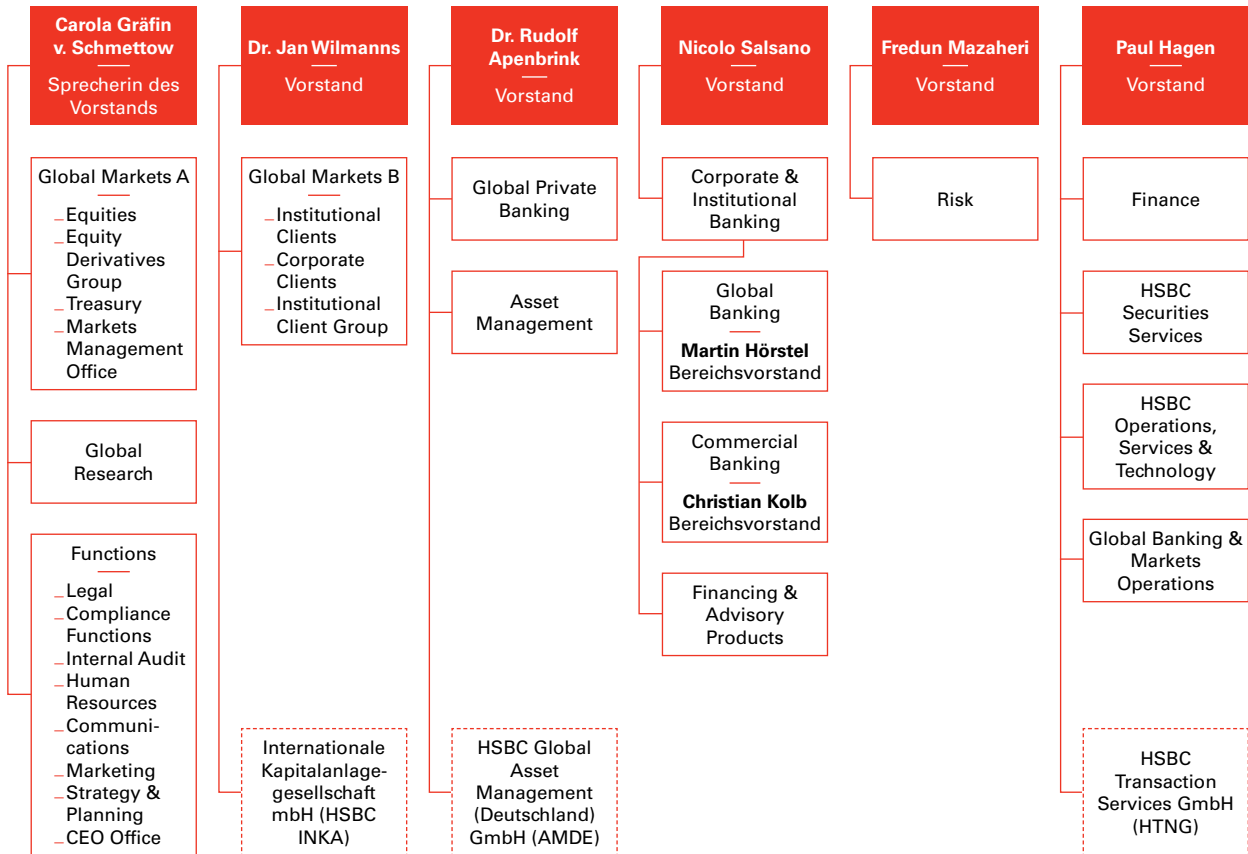 Carola Gräfin
v. Schmettow
Sprecherin des
Vorstands
Dr. Jan Wilmanns
Vorstand
Dr. Rudolf
Apenbrink
Vorstand
Nicolo Salsano
Vorstand
Fredun Mazaheri
Vorstand
Paul Hagen
Vorstand
Global Markets A
Equities
Equity
Derivatives
Group
Treasury
Markets
Management
Office
Global
Research
Functions
Legal
Compliance
Functions
Internal Audit
Human
Resources
Communi-
cations
Marketing
Strategy &
Planning
CEO Office
Global Markets B
Institutional
Clients
Corporate
Clients
Institutional
Client Group
Internationale
Kapitalanlage-
gesellschaft
mbH (HSBC
INKA)
Global Private
Banking
Asset
Management
HSBC Global
Asset
Management
(Deutschland)
GmbH (AMDE)
Corporate &
Institutional
Banking
Global
Banking
Martin Hörstel
Bereichsvorstand
Commercial
Banking
Christian Kolb
Bereichsvorstand
Financing &
Advisory
Products
Risk
Finance
HSBC
Securities
Services
HSBC
Operations,
Services &
Technology
Global Banking &
Markets
Operations
HSBC
Transaction
Services GmbH
(HTNG)